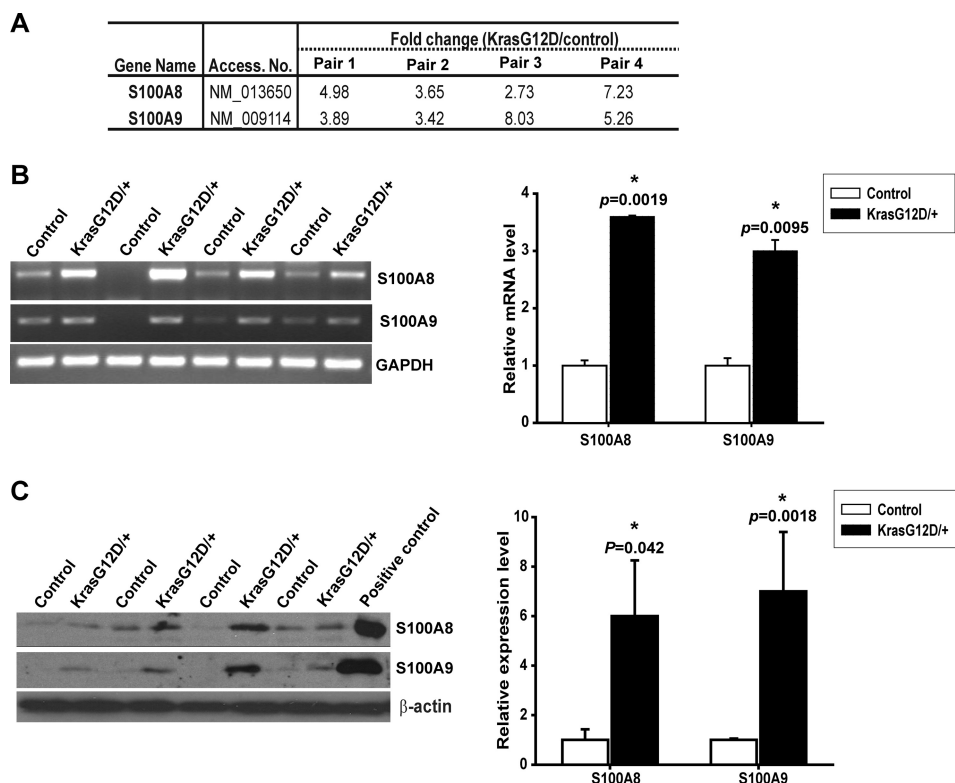 A
Fold change (KrasG12D/control)
Gene Name Access. No. Pair 1 Pair 2 Pair 3 Pair 4
S100A8 NM_013650 4.98 3.65 2.73 7.23
S100A9 NM_009114 3.89 3.42 8.03 5.26
B
Control KrasG12D/+ Control KrasG12D/+ Control KrasG12D/+ Control KrasG12D/+
S100A8
S100A9
GAPDH
Relative mRNA level
4
3
2
1
0
*
p=0.0019
*
p=0.0095
S100A8 S100A9
Control
KrasG12D/+
C
Control KrasG12D/+ Control KrasG12D/+ Control KrasG12D/+ Control KrasG12D/+ Positive control
S100A8
S100A9
β-actin
Relative expression level
10
8
6
4
2
0
*
P=0.042
*
p=0.0018
S100A8 S100A9
Control
KrasG12D/+